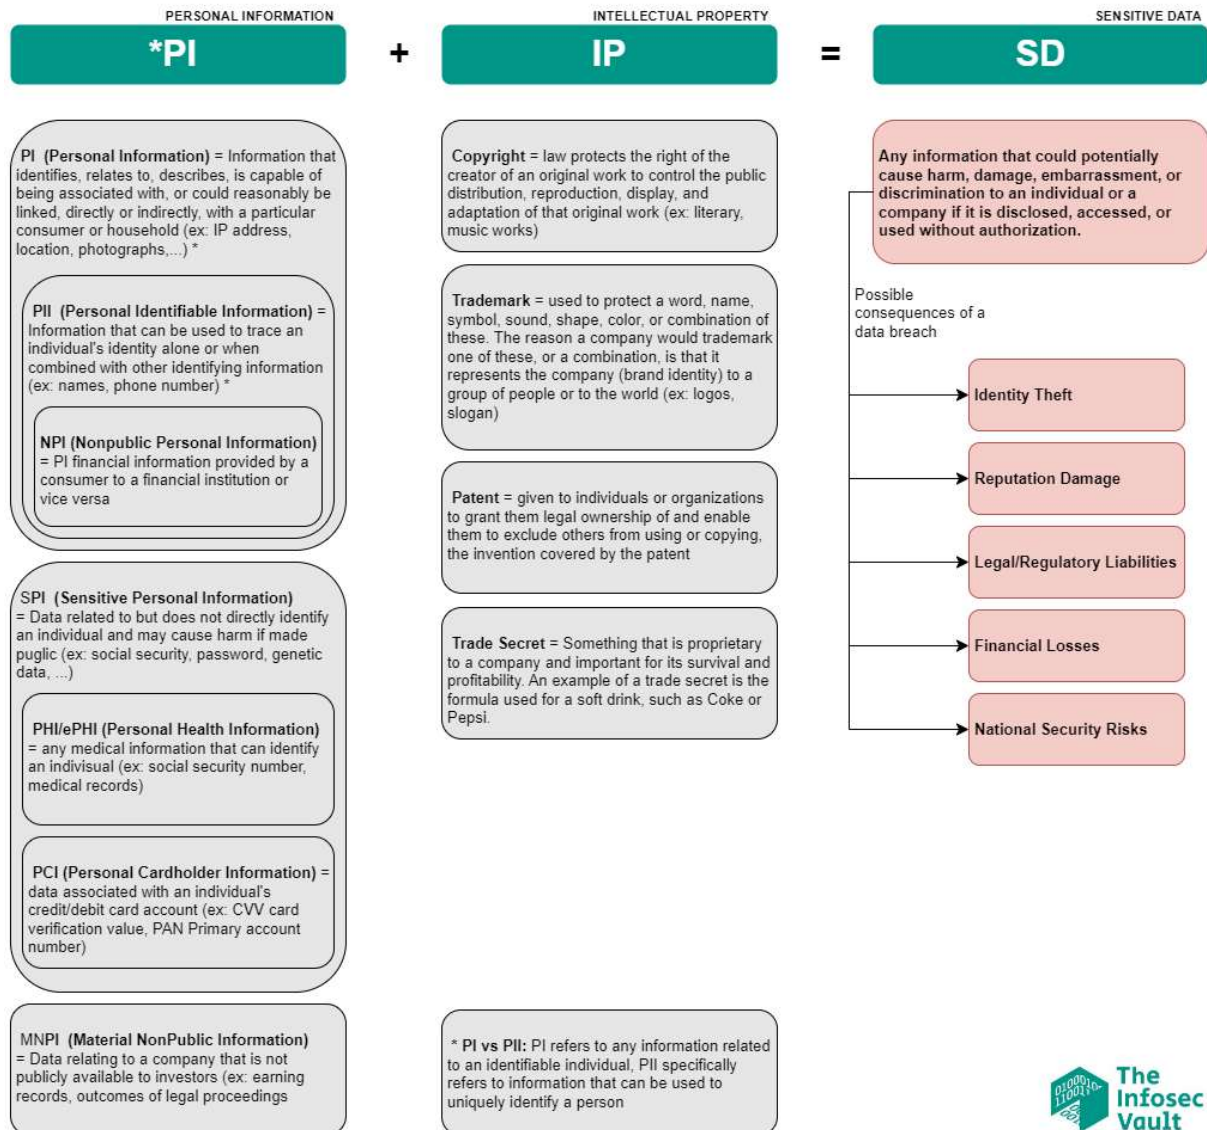 PERSONAL INFORMATION
*PI
+
INTELLECTUAL PROPERTY
IP
=
SENSITIVE DATA
SD
PI (Personal Information) = Information that
identifies, relates to, describes, is capable of
being associated with, or could reasonably be
linked, directly or indirectly, with a particular
consumer or household (ex: IP address,
location, photographs,...) *
PII (Personal Identifiable Information) =
Information that can be used to trace an
individual's identity alone or when
combined with other identifying information
(ex: names, phone number) *
NPI (Nonpublic Personal Information)
= PI financial information provided by a
consumer to a financial institution or
vice versa
SPI (Sensitive Personal Information)
= Data related to but does not directly identify
an individual and may cause harm if made
puglic (ex: social security, password, genetic
data, ...)
PHI/ePHI (Personal Health Information)
= any medical information that can identify
an indivisual (ex: social security number,
medical records)
PCI (Personal Cardholder Information) =
data associated with an individual's
credit/debit card account (ex: CVV card
verification value, PAN Primary account
number)
MNPI (Material NonPublic Information)
= Data relating to a company that is not
publicly available to investors (ex: earning
records, outcomes of legal proceedings
Copyright = law protects the right of the
creator of an original work to control the public
distribution, reproduction, display, and
adaptation of that original work (ex: literary,
music works)
Trademark = used to protect a word, name,
symbol, sound, shape, color, or combination of
these. The reason a company would trademark
one of these, or a combination, is that it
represents the company (brand identity) to a
group of people or to the world (ex: logos,
slogan)
Patent = given to individuals or organizations
to grant them legal ownership of and enable
them to exclude others from using or copying,
the invention covered by the patent
Trade Secret = Something that is proprietary
to a company and important for its survival and
profitability. An example of a trade secret is the
formula used for a soft drink, such as Coke or
Pepsi.
* PI vs PII: PI refers to any information related
to an identifiable individual, PII specifically
refers to information that can be used to
uniquely identify a person
Any information that could potentially
cause harm, damage, embarrassment, or
discrimination to an individual or a
company if it is disclosed, accessed, or
used without authorization.
Possible
consequences of a
data breach
Identity Theft
Reputation Damage
Legal/Regulatory Liabilities
Financial Losses
National Security Risks
The
Infosec
Vault